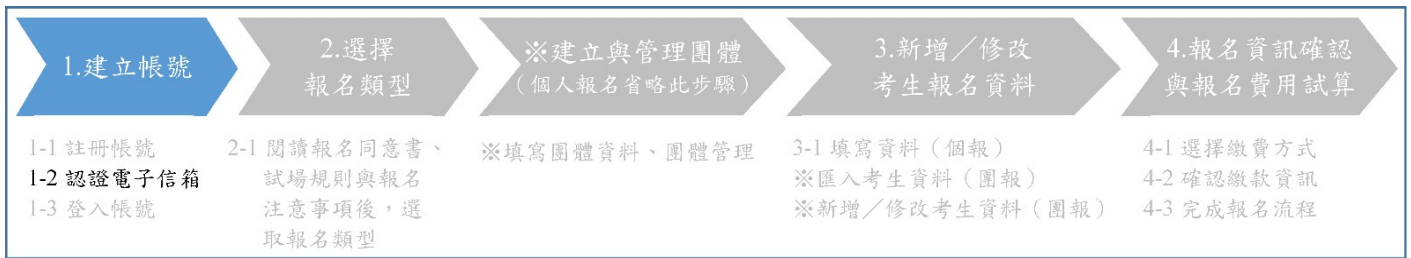 1.建立帳號
2.選擇
報名類型
※建立與管理團體
（個人報名省略此步驟）
3.新增／修改
考生報名資料
4.報名資訊確認
與報名費用試算
1-1 註冊帳號
1-2 認證電子信箱
1-3 登入帳號
2-1 閱讀報名同意書、
試場規則與報名
注意事項後，選
取報名類型
※填寫團體資料、團體管理
3-1 填寫資料（個報）
※匯入考生資料（團報）
※新增／修改考生資料（團報）
4-1 選擇繳費方式
4-2 確認繳款資訊
4-3 完成報名流程